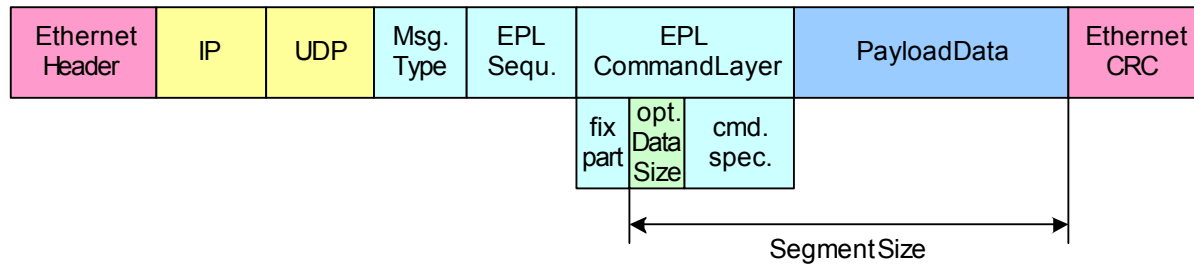 Ethernet
Header
IP
UDP
Msg.
Type
EPL
Sequ.
EPL
CommandLayer
PayloadData
Ethernet
CRC
fix
part
opt.
Data
Size
cmd.
spec.
SegmentSize